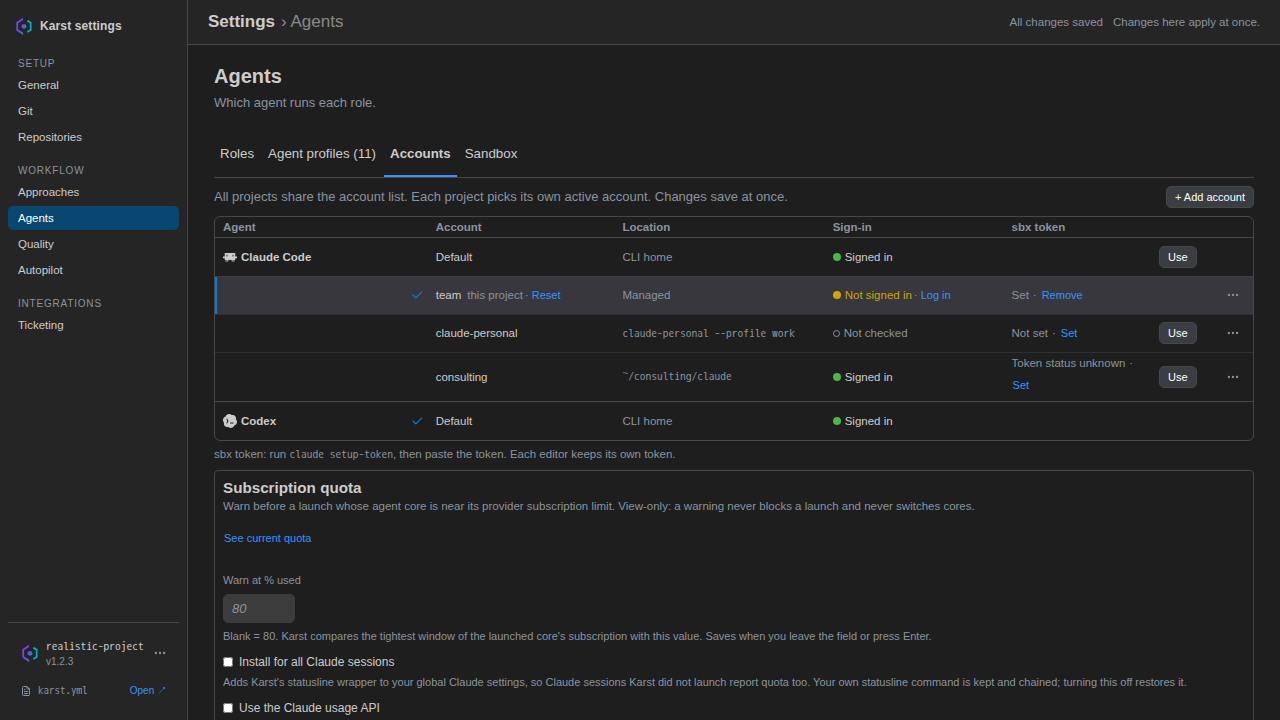 Karst settings
Settings › Agents
All changes saved Changes here apply at once.
SETUP
General
Git
Repositories
WORKFLOW
Approaches
Agents
Quality
Autopilot
INTEGRATIONS
Ticketing
realistic-project
v1.2.3
karst.yml Open ↗
Agents
Which agent runs each role.
Roles Agent profiles (11) Accounts Sandbox
All projects share the account list. Each project picks its own active account. Changes save at once.
+ Add account
Agent Account Location Sign-in sbx token
Claude Code Default CLI home Signed in Use
team this project · Reset Managed Not signed in · Log in Set · Remove ···
claude-personal claude-personal --profile work Not checked Not set · Set Use ···
consulting ~/consulting/claude Signed in Token status unknown · Set Use ···
Codex Default CLI home Signed in
sbx token: run claude setup-token, then paste the token. Each editor keeps its own token.
Subscription quota
Warn before a launch whose agent core is near its provider subscription limit. View-only: a warning never blocks a launch and never switches cores.
See current quota
Warn at % used
80
Blank = 80. Karst compares the tightest window of the launched core's subscription with this value. Saves when you leave the field or press Enter.
Install for all Claude sessions
Adds Karst's statusline wrapper to your global Claude settings, so Claude sessions Karst did not launch report quota too. Your own statusline command is kept and chained; turning this off restores it.
Use the Claude usage API